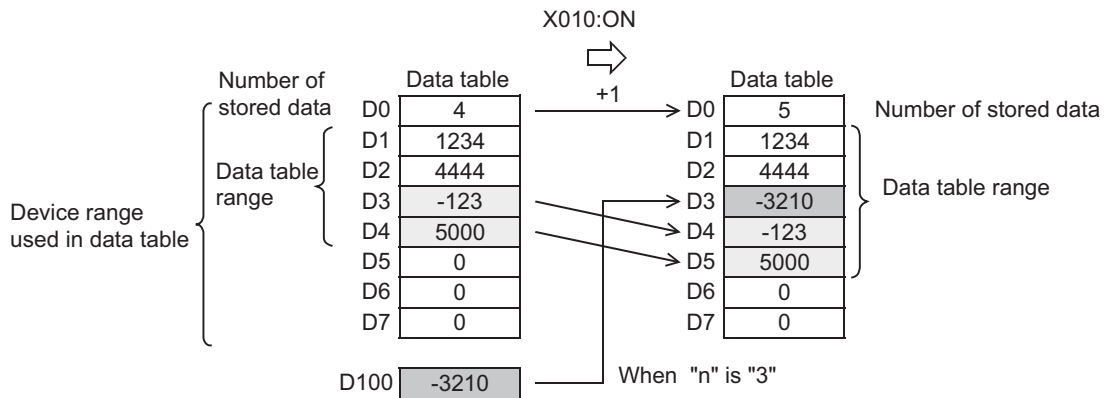 X010:ON
Number of
stored data
Data table
+1
Data table
Number of stored data
D0 4
D0 5
D1 1234
D1 1234
D2 4444
D2 4444
D3 -123
D3 -3210
D4 5000
D4 -123
D5 0
D5 5000
D6 0
D6 0
D7 0
D7 0
Data table
range
Data table range
Device range
used in data table
D100 -3210
When "n" is "3"